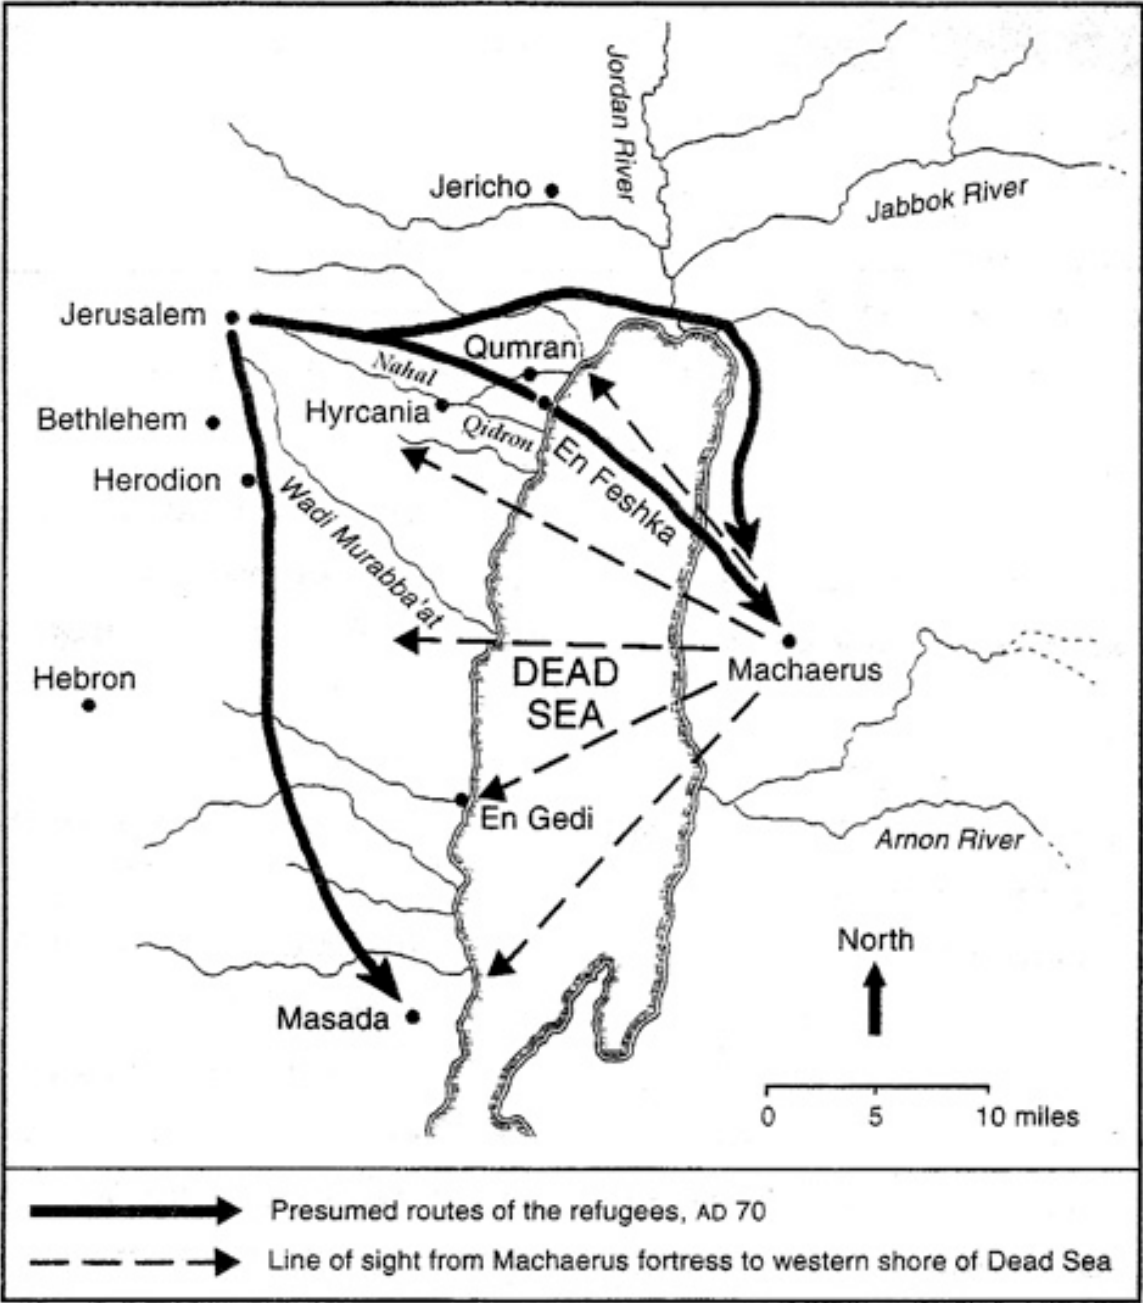 Jordan River
Jericho
Jabbok River
Jerusalem
Qumran
Nahal
Hyrcania
Qidron
Bethlehem
En Feshka
Herodion
Wadi Murabba'at
Machaerus
DEAD
SEA
Hebron
En Gedi
Arnon River
North
Masada
0 5 10 miles
Presumed routes of the refugees, AD 70
Line of sight from Machaerus fortress to western shore of Dead Sea